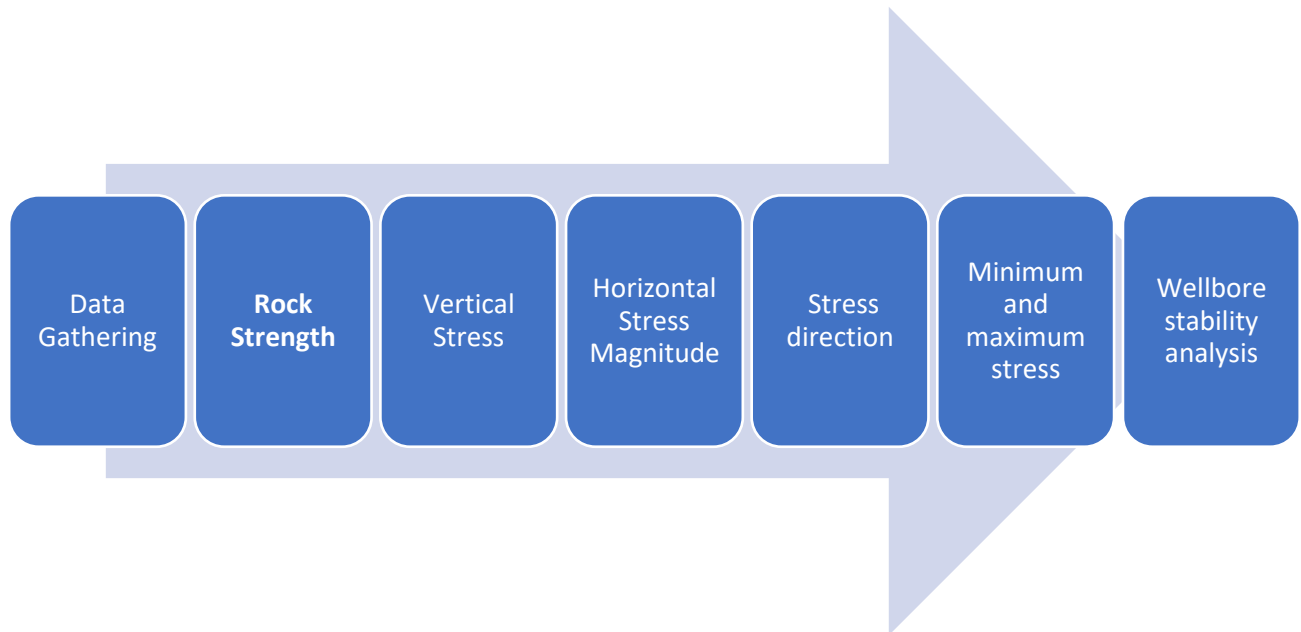 Data
Gathering
Rock
Strength
Vertical
Stress
Horizontal
Stress
Magnitude
Stress
direction
Minimum
and
maximum
stress
Wellbore
stability
analysis